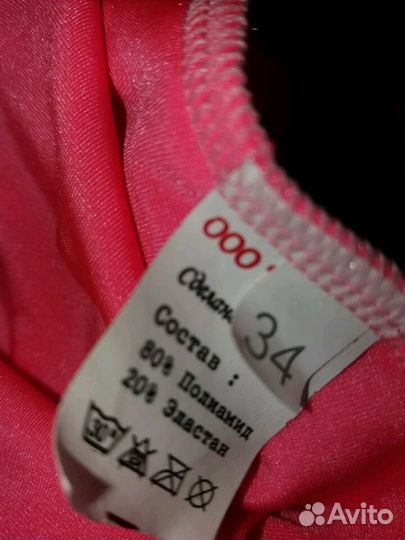 ООО
Сделан
34
Состав :
80% Полиамид
20% Эластан
30°
Avito